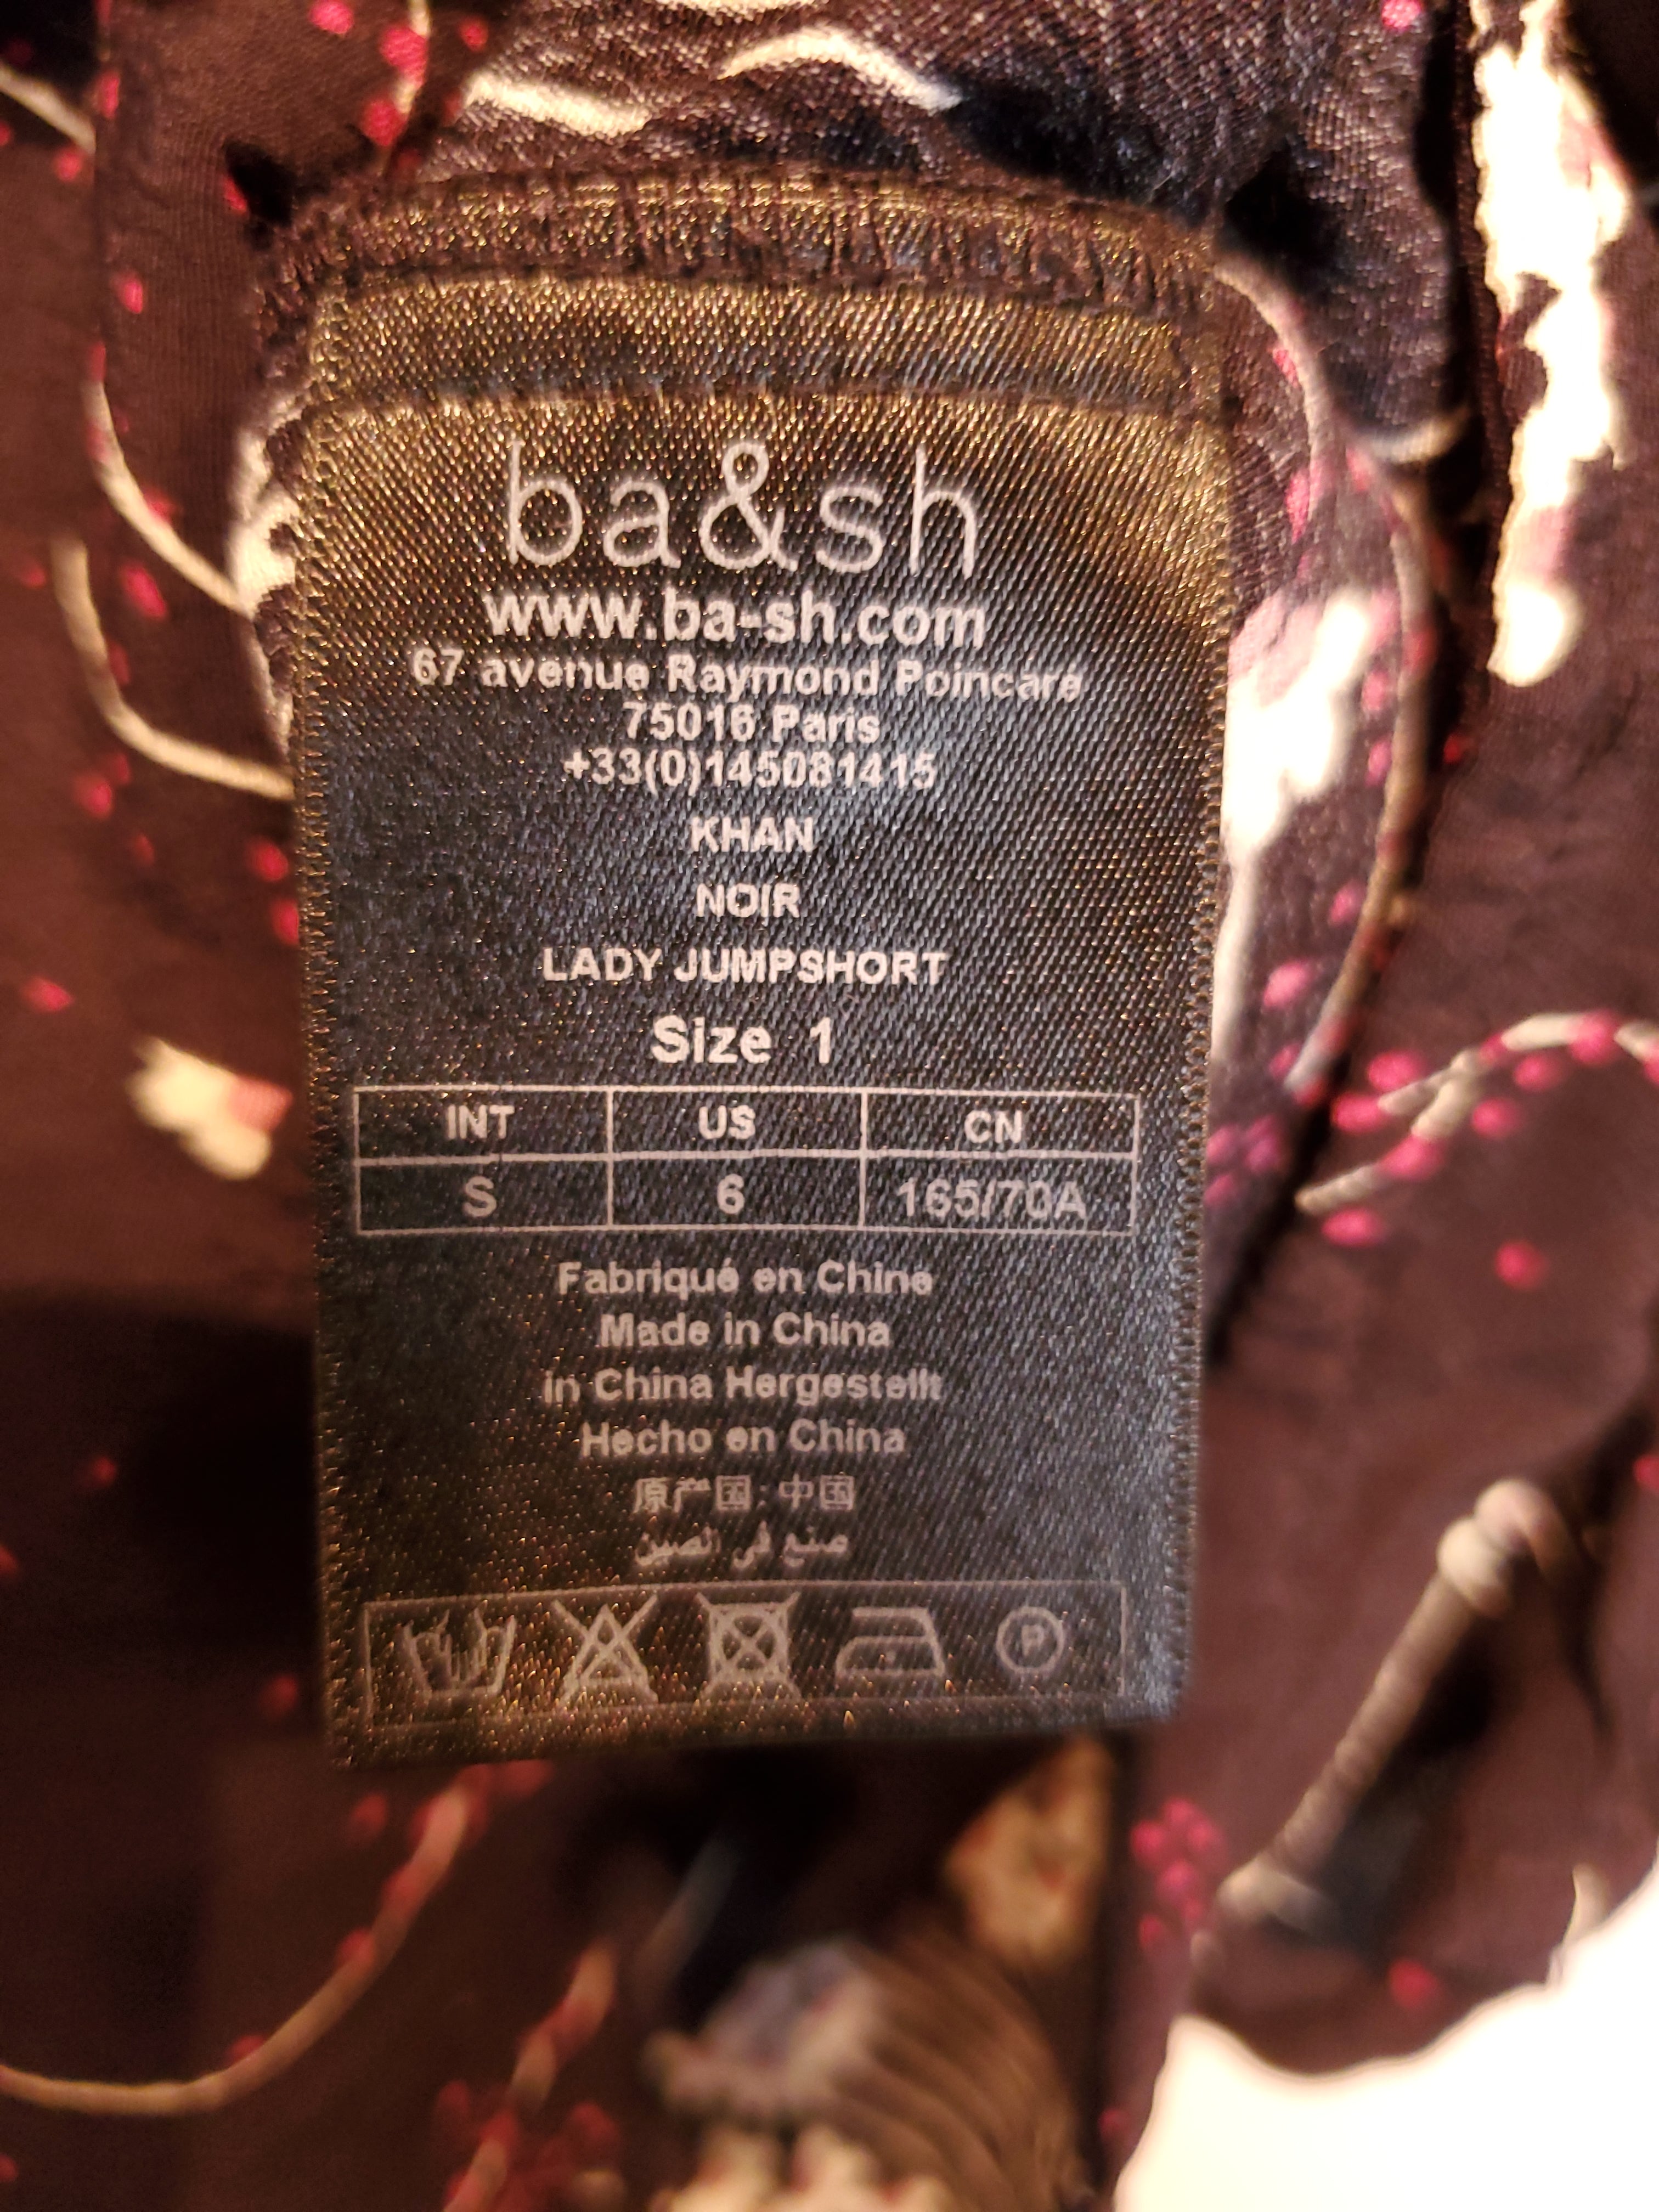 ba&sh
www.ba-sh.com
67 avenue Raymond Poincaré
75016 Paris
+33(0)145081415
KHAN
NOIR
LADY JUMPSHORT
Size 1
INT US CN
S 6 165/70A
Fabriqué en Chine
Made in China
in China Hergestellt
Hecho en China
原产国:中国
صنع في الصين
P